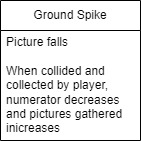 Ground Spike
Picture falls
When collided and
collected by player,
numerator decreases
and pictures gathered
inicreases